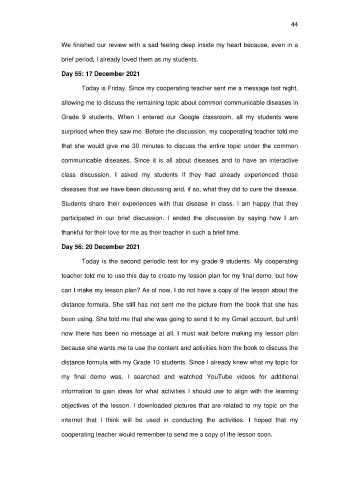 44
We finished our review with a sad feeling deep inside my heart because, even in a
brief period, I already loved them as my students.
Day 55: 17 December 2021
Today is Friday. Since my cooperating teacher sent me a message last night,
allowing me to discuss the remaining topic about common communicable diseases in
Grade 9 students, When I entered our Google classroom, all my students were
surprised when they saw me. Before the discussion, my cooperating teacher told me
that she would give me 30 minutes to discuss the entire topic under the common
communicable diseases. Since it is all about diseases and to have an interactive
class discussion, I asked my students if they had already experienced those
diseases that we have been discussing and, if so, what they did to cure the disease.
Students share their experiences with that disease in class. I am happy that they
participated in our brief discussion. I ended the discussion by saying how I am
thankful for their love for me as their teacher in such a brief time.
Day 56: 20 December 2021
Today is the second periodic test for my grade 9 students. My cooperating
teacher told me to use this day to create my lesson plan for my final demo, but how
can I make my lesson plan? As of now, I do not have a copy of the lesson about the
distance formula. She still has not sent me the picture from the book that she has
been using. She told me that she was going to send it to my Gmail account, but until
now there has been no message at all. I must wait before making my lesson plan
because she wants me to use the content and activities from the book to discuss the
distance formula with my Grade 10 students. Since I already knew what my topic for
my final demo was, I searched and watched YouTube videos for additional
information to gain ideas for what activities I should use to align with the learning
objectives of the lesson. I downloaded pictures that are related to my topic on the
internet that I think will be used in conducting the activities. I hoped that my
cooperating teacher would remember to send me a copy of the lesson soon.